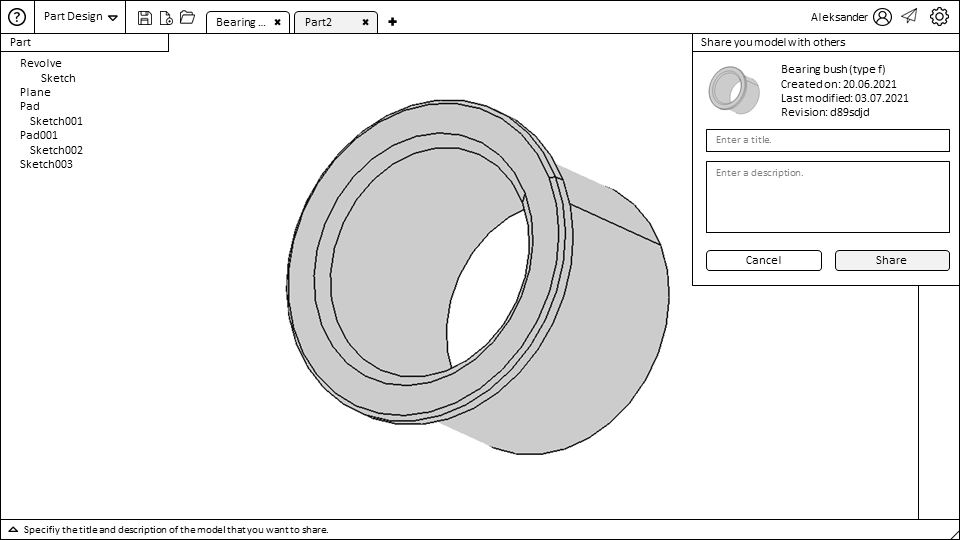 ?
Part Design
Bearing ...
Part2
Aleksander
Part
Revolve
Sketch
Plane
Pad
Sketch001
Pad001
Sketch002
Sketch003
Share you model with others
Bearing bush (type f)
Created on: 20.06.2021
Last modified: 03.07.2021
Revision: d89sdjd
Enter a title.
Enter a description.
Cancel
Share
Specifiy the title and description of the model that you want to share.